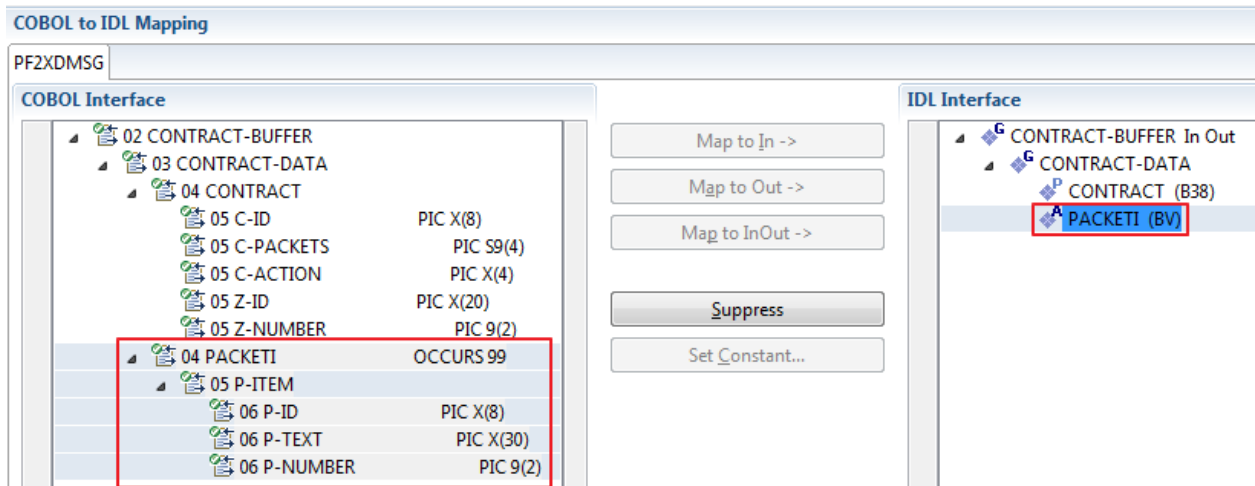 COBOL to IDL Mapping
PF2XDMSG
COBOL Interface
02 CONTRACT-BUFFER
03 CONTRACT-DATA
04 CONTRACT
05 C-ID PIC X(8)
05 C-PACKETS PIC S9(4)
05 C-ACTION PIC X(4)
05 Z-ID PIC X(20)
05 Z-NUMBER PIC 9(2)
04 PACKETI OCCURS 99
05 P-ITEM
06 P-ID PIC X(8)
06 P-TEXT PIC X(30)
06 P-NUMBER PIC 9(2)
Map to In ->
Map to Out ->
Map to InOut ->
Suppress
Set Constant...
IDL Interface
G CONTRACT-BUFFER In Out
G CONTRACT-DATA
P CONTRACT (B38)
A PACKETI (BV)